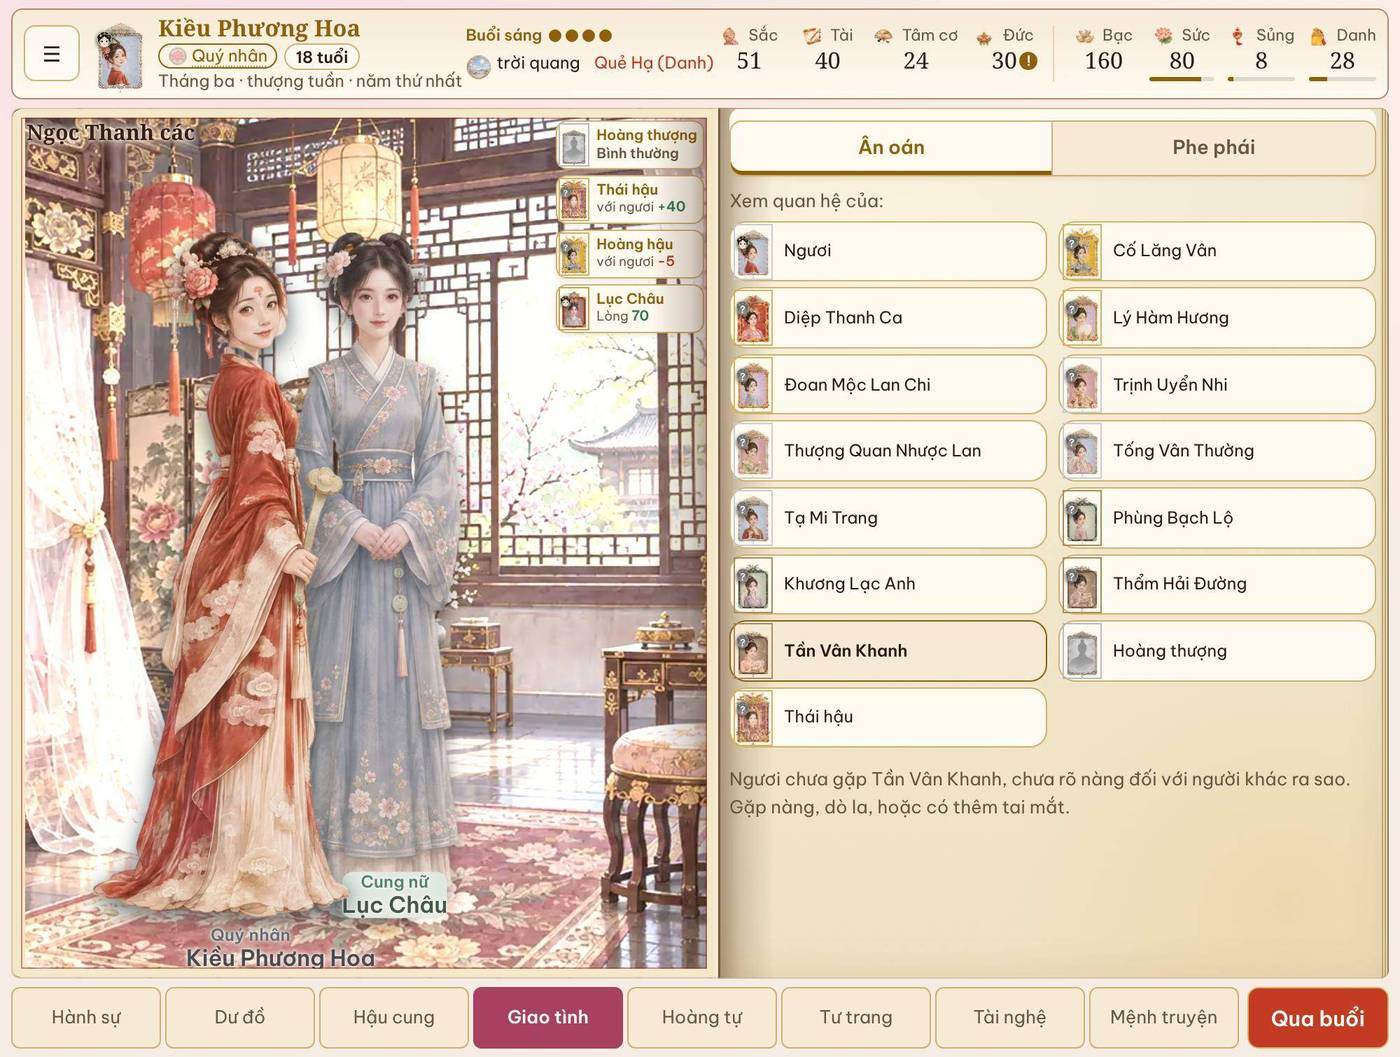 Kiều Phương Hoa
Quý nhân
18 tuổi
Tháng ba · thượng tuần · năm thứ nhất
Buổi sáng
trời quang
Quẻ Hạ (Danh)
Sắc
51
Tài
40
Tâm cơ
24
Đức
30!
Bạc
160
Sức
80
Sủng
8
Danh
28
Ngọc Thanh các
Hoàng thượng
Bình thường
Thái hậu
với ngươi +40
Hoàng hậu
với ngươi -5
Lục Châu
Lòng 70
Cung nữ
Lục Châu
Quý nhân
Kiều Phương Hoa
Ân oán
Phe phái
Xem quan hệ của:
Ngươi
? Cố Lăng Vân
? Diệp Thanh Ca
? Lý Hàm Hương
? Đoan Mộc Lan Chi
? Trịnh Uyển Nhi
? Thượng Quan Nhược Lan
? Tống Vân Thường
? Tạ Mi Trang
? Phùng Bạch Lộ
? Khương Lạc Anh
? Thẩm Hải Đường
? Tần Vân Khanh
Hoàng thượng
? Thái hậu
Ngươi chưa gặp Tần Vân Khanh, chưa rõ nàng đối với người khác ra sao.
Gặp nàng, dò la, hoặc có thêm tai mắt.
Hành sự
Dư đồ
Hậu cung
Giao tình
Hoàng tự
Tư trang
Tài nghệ
Mệnh truyện
Qua buổi